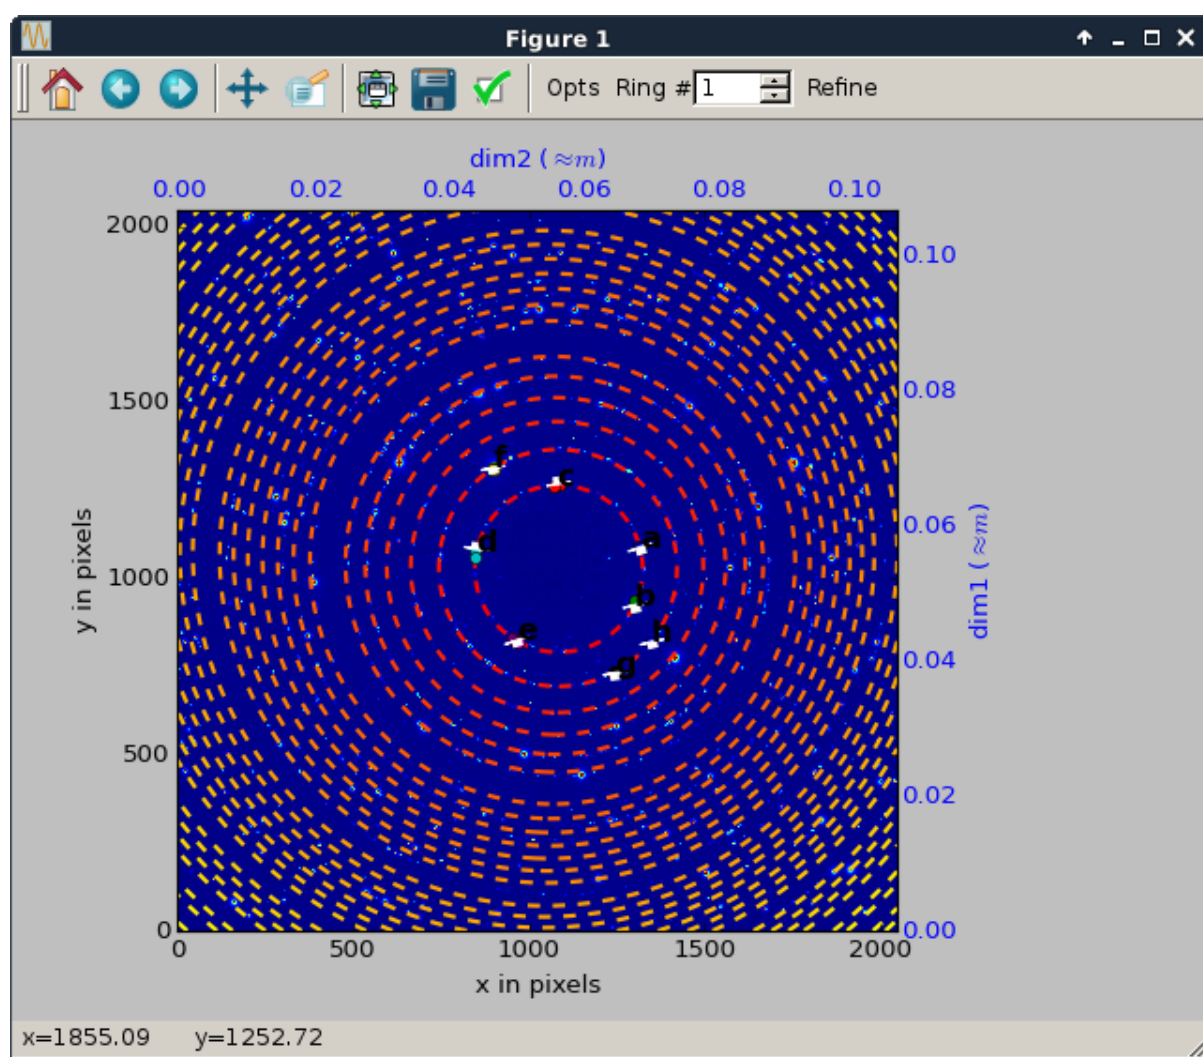 Figure 1
Opts Ring # 1 Refine
dim2 (≈m)
0.00 0.02 0.04 0.06 0.08 0.10
2000
1500
1000
500
0
y in pixels
f
c
d
a
b
e
h
g
0.10
0.08
0.06
0.04
0.02
0.00
dim1 (≈m)
0 500 1000 1500 2000
x in pixels
x=1855.09 y=1252.72